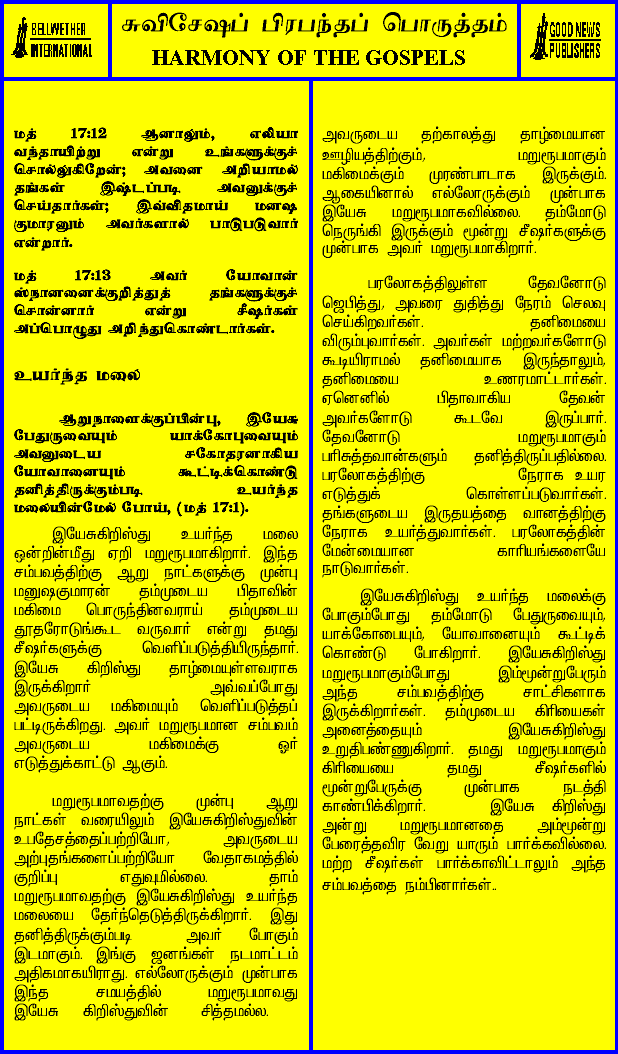 BELLWETHER
INTERNATIONAL
சுவிசேஷப் பிரபந்தப் பொருத்தம்
HARMONY OF THE GOSPELS
GOOD NEWS
PUBLISHERS
மத் 17:12 ஆனாலும், எலியா
வந்தாயிற்று என்று உங்களுக்குச்
சொல்லுகிறேன்; அவனை அறியாமல்
தங்கள் இஷ்டப்படி அவனுக்குச்
செய்தார்கள்; இவ்விதமாய் மனுஷ
குமாரனும் அவர்களால் பாடுபடுவார்
என்றார்.
மத் 17:13 அவர் யோவான்
ஸ்நானனைக்குறித்துத் தங்களுக்குச்
சொன்னார் என்று சீஷர்கள்
அப்பொழுது அறிந்துகொண்டார்கள்.
உயர்ந்த மலை
ஆறுநாளைக்குப்பின்பு, இயேசு
பேதுருவையும் யாக்கோபுவையும்
அவனுடைய சகோதரனாகிய
யோவானையும் கூட்டிக்கொண்டு
தனித்திருக்கும்படி உயர்ந்த
மலையின்மேல் போய், (மத் 17:1).
இயேசுகிறிஸ்து உயர்ந்த மலை
ஒன்றின்மீது ஏறி மறுரூபமாகிறார். இந்த
சம்பவத்திற்கு ஆறு நாட்களுக்கு முன்பு
மனுஷகுமாரன் தம்முடைய பிதாவின்
மகிமை பொருந்தினவராய் தம்முடைய
தூதரோடுங்கூட வருவார் என்று தமது
சீஷர்களுக்கு வெளிப்படுத்தியிருந்தார்.
இயேசு கிறிஸ்து தாழ்மையுள்ளவராக
இருக்கிறார் அவ்வப்போது
அவருடைய மகிமையும் வெளிப்படுத்தப்
பட்டிருக்கிறது. அவர் மறுரூபமான சம்பவம்
அவருடைய மகிமைக்கு ஓர்
எடுத்துக்காட்டு ஆகும்.
மறுரூபமாவதற்கு முன்பு ஆறு
நாட்கள் வரையிலும் இயேசுகிறிஸ்துவின்
உபதேசத்தைப்பற்றியோ, அவருடைய
அற்புதங்களைப்பற்றியோ வேதாகமத்தில்
குறிப்பு எதுவுமில்லை. தாம்
மறுரூபமாவதற்கு இயேசுகிறிஸ்து உயர்ந்த
மலையை தேர்ந்தெடுத்திருக்கிறார். இது
தனித்திருக்கும்படி அவர் போகும்
இடமாகும். இங்கு ஜனங்கள் நடமாட்டம்
அதிகமாகயிராது. எல்லோருக்கும் முன்பாக
இந்த சமயத்தில் மறுரூபமாவது
இயேசு கிறிஸ்துவின் சித்தமல்ல.
அவருடைய தற்காலத்து தாழ்மையான
ஊழியத்திற்கும், மறுரூபமாகும்
மகிமைக்கும் முரண்பாடாக இருக்கும்.
ஆகையினால் எல்லோருக்கும் முன்பாக
இயேசு மறுரூபமாகவில்லை. தம்மோடு
நெருங்கி இருக்கும் மூன்று சீஷர்களுக்கு
முன்பாக அவர் மறுரூபமாகிறார்.
பரலோகத்திலுள்ள தேவனோடு
ஜெபித்து, அவரை துதித்து நேரம் செலவு
செய்கிறவர்கள். தனிமையை
விரும்புவார்கள். அவர்கள் மற்றவர்களோடு
கூடியிராமல் தனிமையாக இருந்தாலும்,
தனிமையை உணரமாட்டார்கள்.
ஏனெனில் பிதாவாகிய தேவன்
அவர்களோடு கூடவே இருப்பார்.
தேவனோடு மறுரூபமாகும்
பரிசுத்தவான்களும் தனித்திருப்பதில்லை.
பரலோகத்திற்கு நேராக உயர
எடுத்துக் கொள்ளப்படுவார்கள்.
தங்களுடைய இருதயத்தை வானத்திற்கு
நேராக உயர்த்துவார்கள். பரலோகத்தின்
மேன்மையான காரியங்களையே
நாடுவார்கள்.
இயேசுகிறிஸ்து உயர்ந்த மலைக்கு
போகும்போது தம்மோடு பேதுருவையும்,
யாக்கோபையும், யோவானையும் கூட்டிக்
கொண்டு போகிறார். இயேசுகிறிஸ்து
மறுரூபமாகும்போது இம்மூன்றுபேரும்
அந்த சம்பவத்திற்கு சாட்சிகளாக
இருக்கிறார்கள். தம்முடைய கிரியைகள்
அனைத்தையும் இயேசுகிறிஸ்து
உறுதிபண்ணுகிறார். தமது மறுரூபமாகும்
கிரியையை தமது சீஷர்களில்
மூன்றுபேருக்கு முன்பாக நடத்தி
காண்பிக்கிறார். இயேசு கிறிஸ்து
அன்று மறுரூபமானதை அம்மூன்று
பேரைத்தவிர வேறு யாரும் பார்க்கவில்லை.
மற்ற சீஷர்கள் பார்க்காவிட்டாலும் அந்த
சம்பவத்தை நம்பினார்கள்..